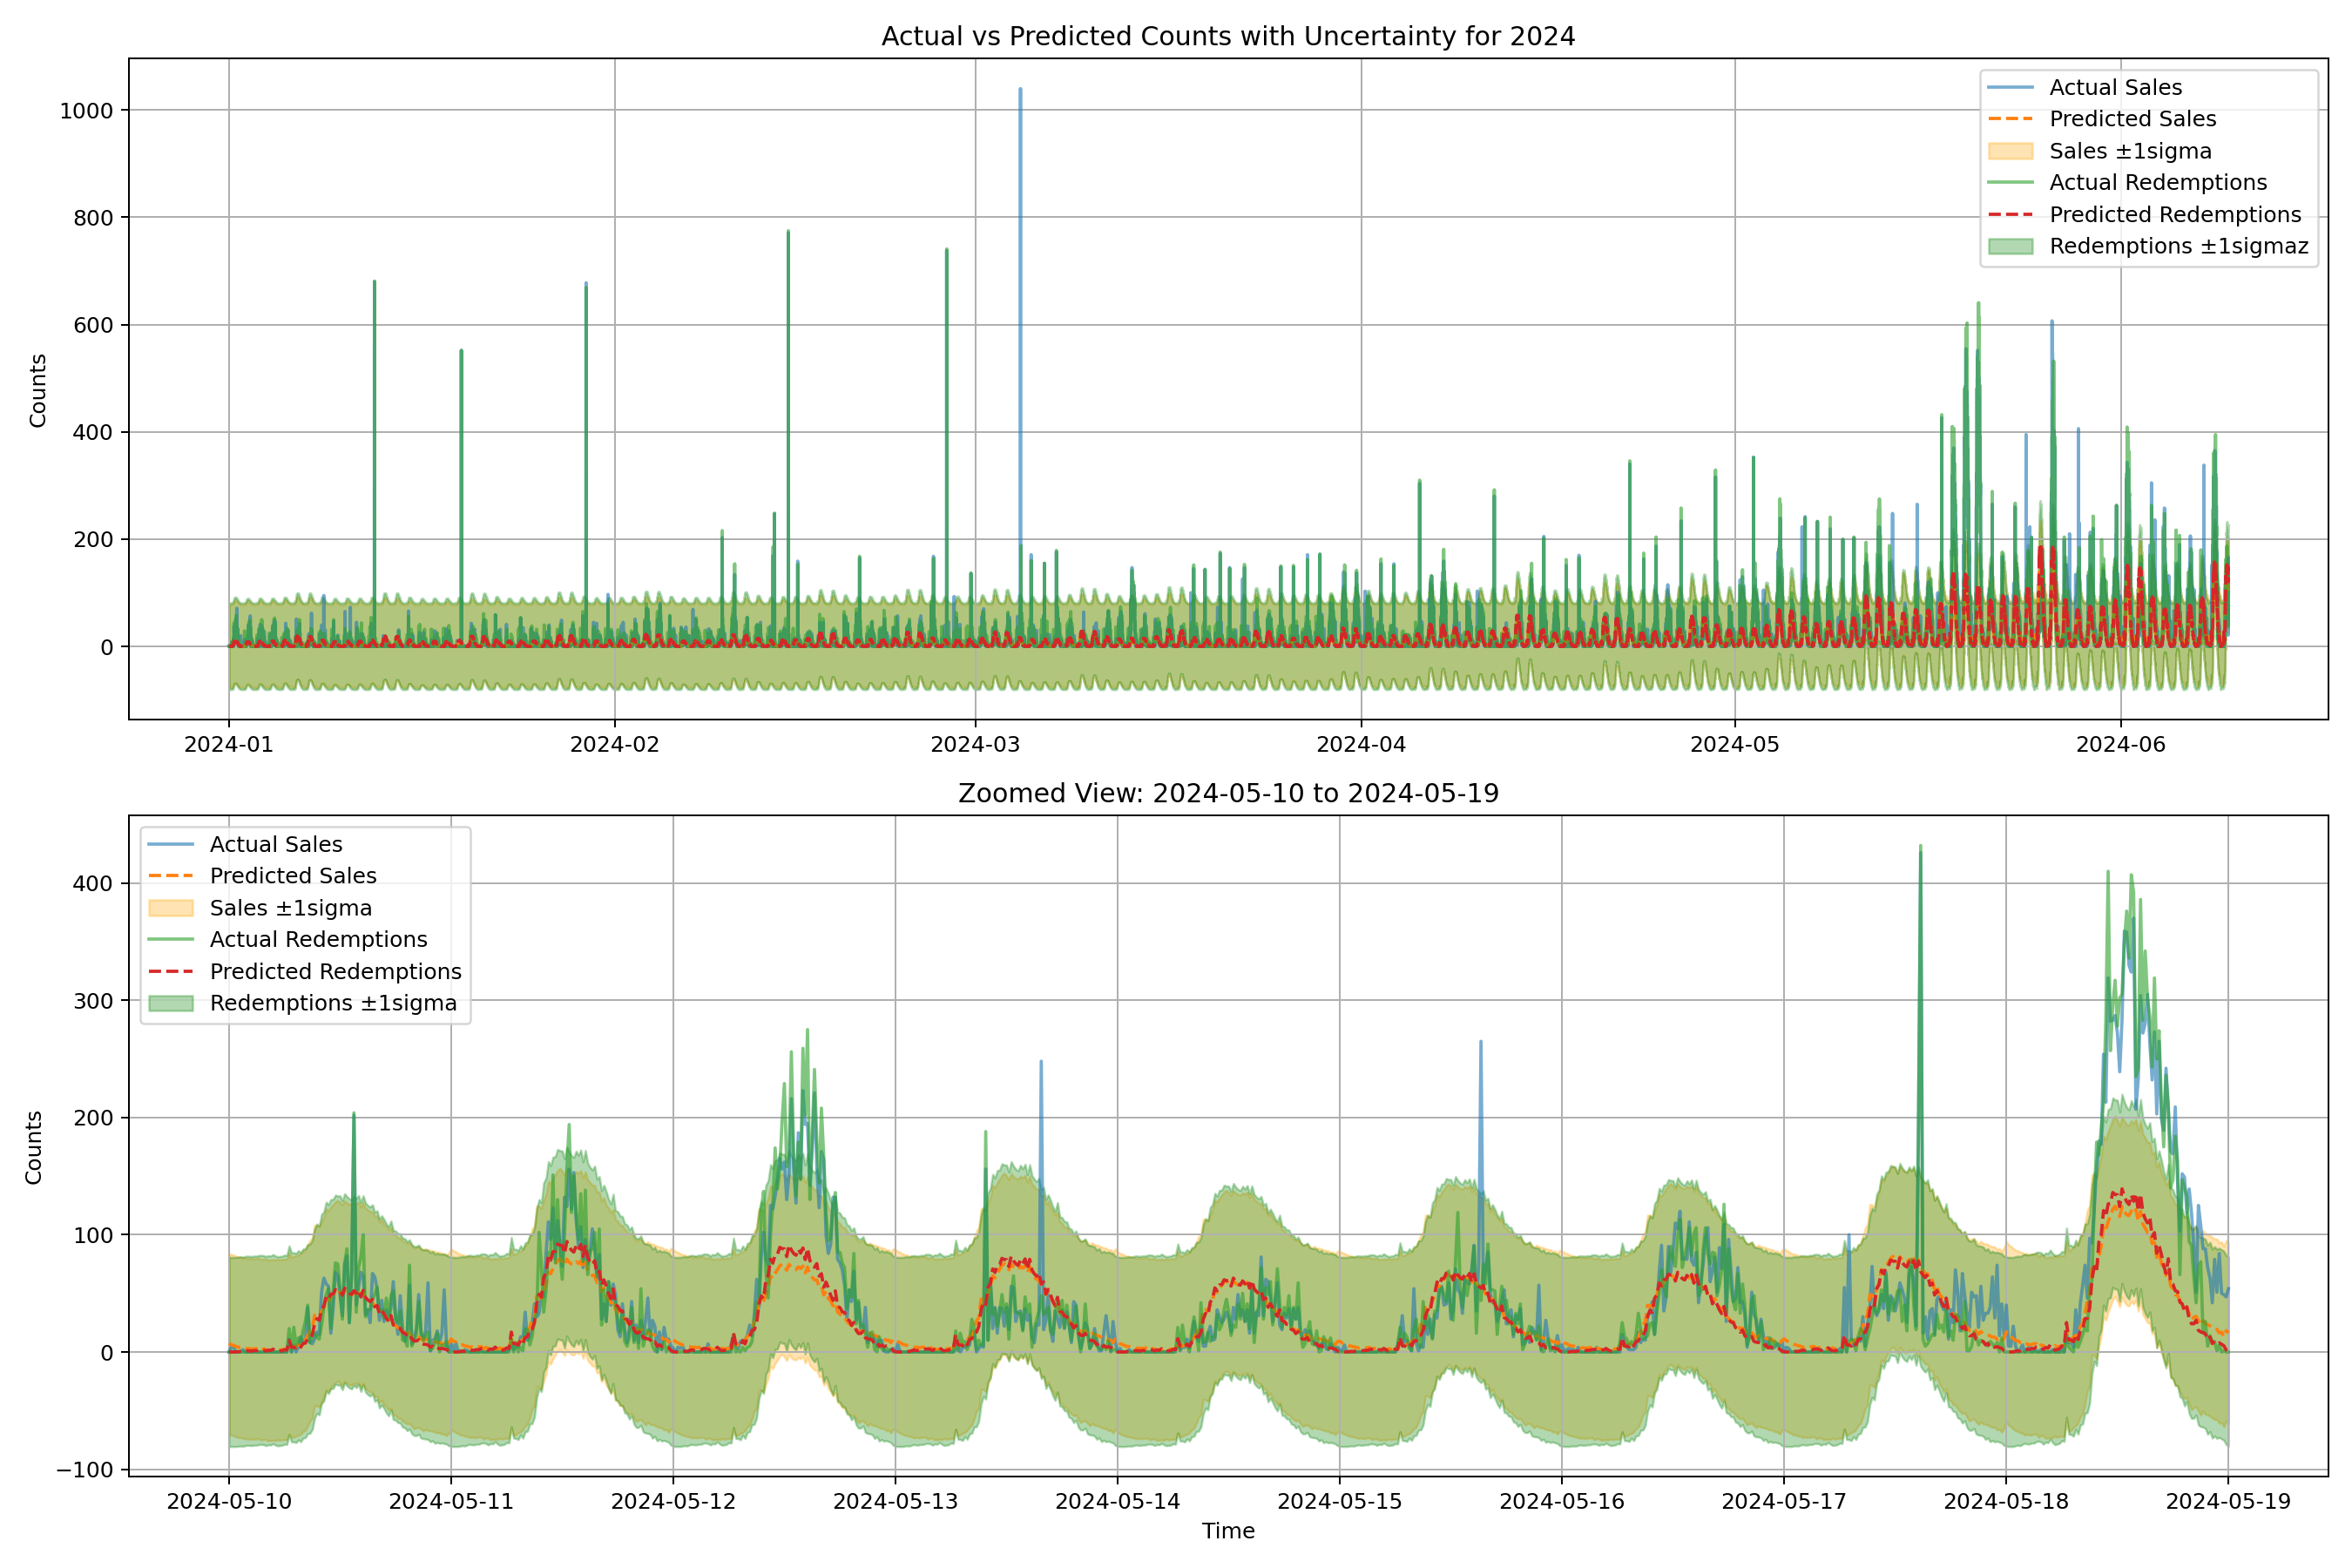 Actual vs Predicted Counts with Uncertainty for 2024
Counts
1000
800
600
400
200
0
Actual Sales
Predicted Sales
Sales ±1sigma
Actual Redemptions
Predicted Redemptions
Redemptions ±1sigmaz
2024-01 2024-02 2024-03 2024-04 2024-05 2024-06
Zoomed View: 2024-05-10 to 2024-05-19
Counts
400
300
200
100
0
−100
Actual Sales
Predicted Sales
Sales ±1sigma
Actual Redemptions
Predicted Redemptions
Redemptions ±1sigma
2024-05-10 2024-05-11 2024-05-12 2024-05-13 2024-05-14 2024-05-15 2024-05-16 2024-05-17 2024-05-18 2024-05-19
Time